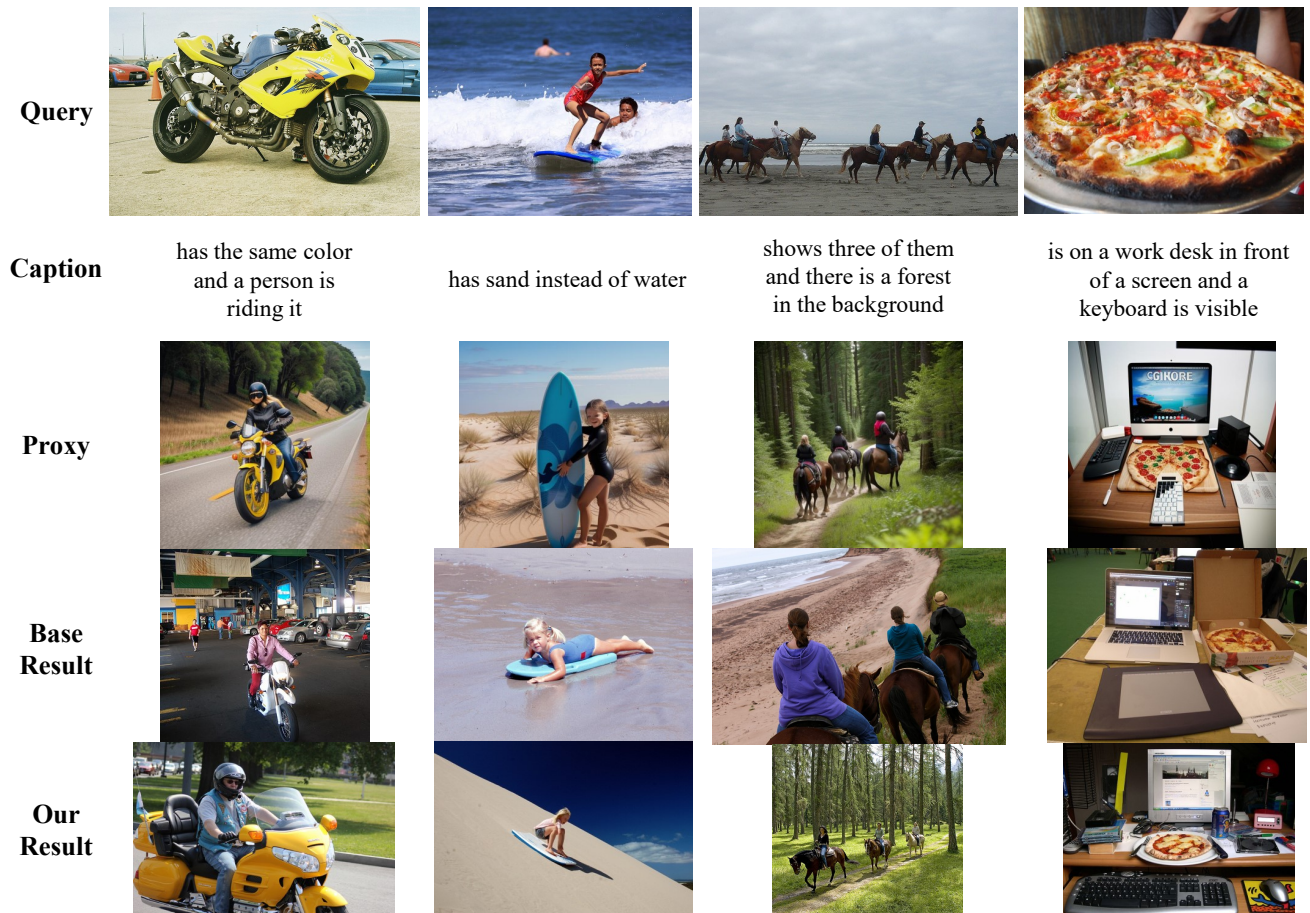 Query
Caption
has the same color
and a person is
riding it
has sand instead of water
shows three of them
and there is a forest
in the background
is on a work desk in front
of a screen and a
keyboard is visible
Proxy
GIKORE
Base
Result
Our
Result